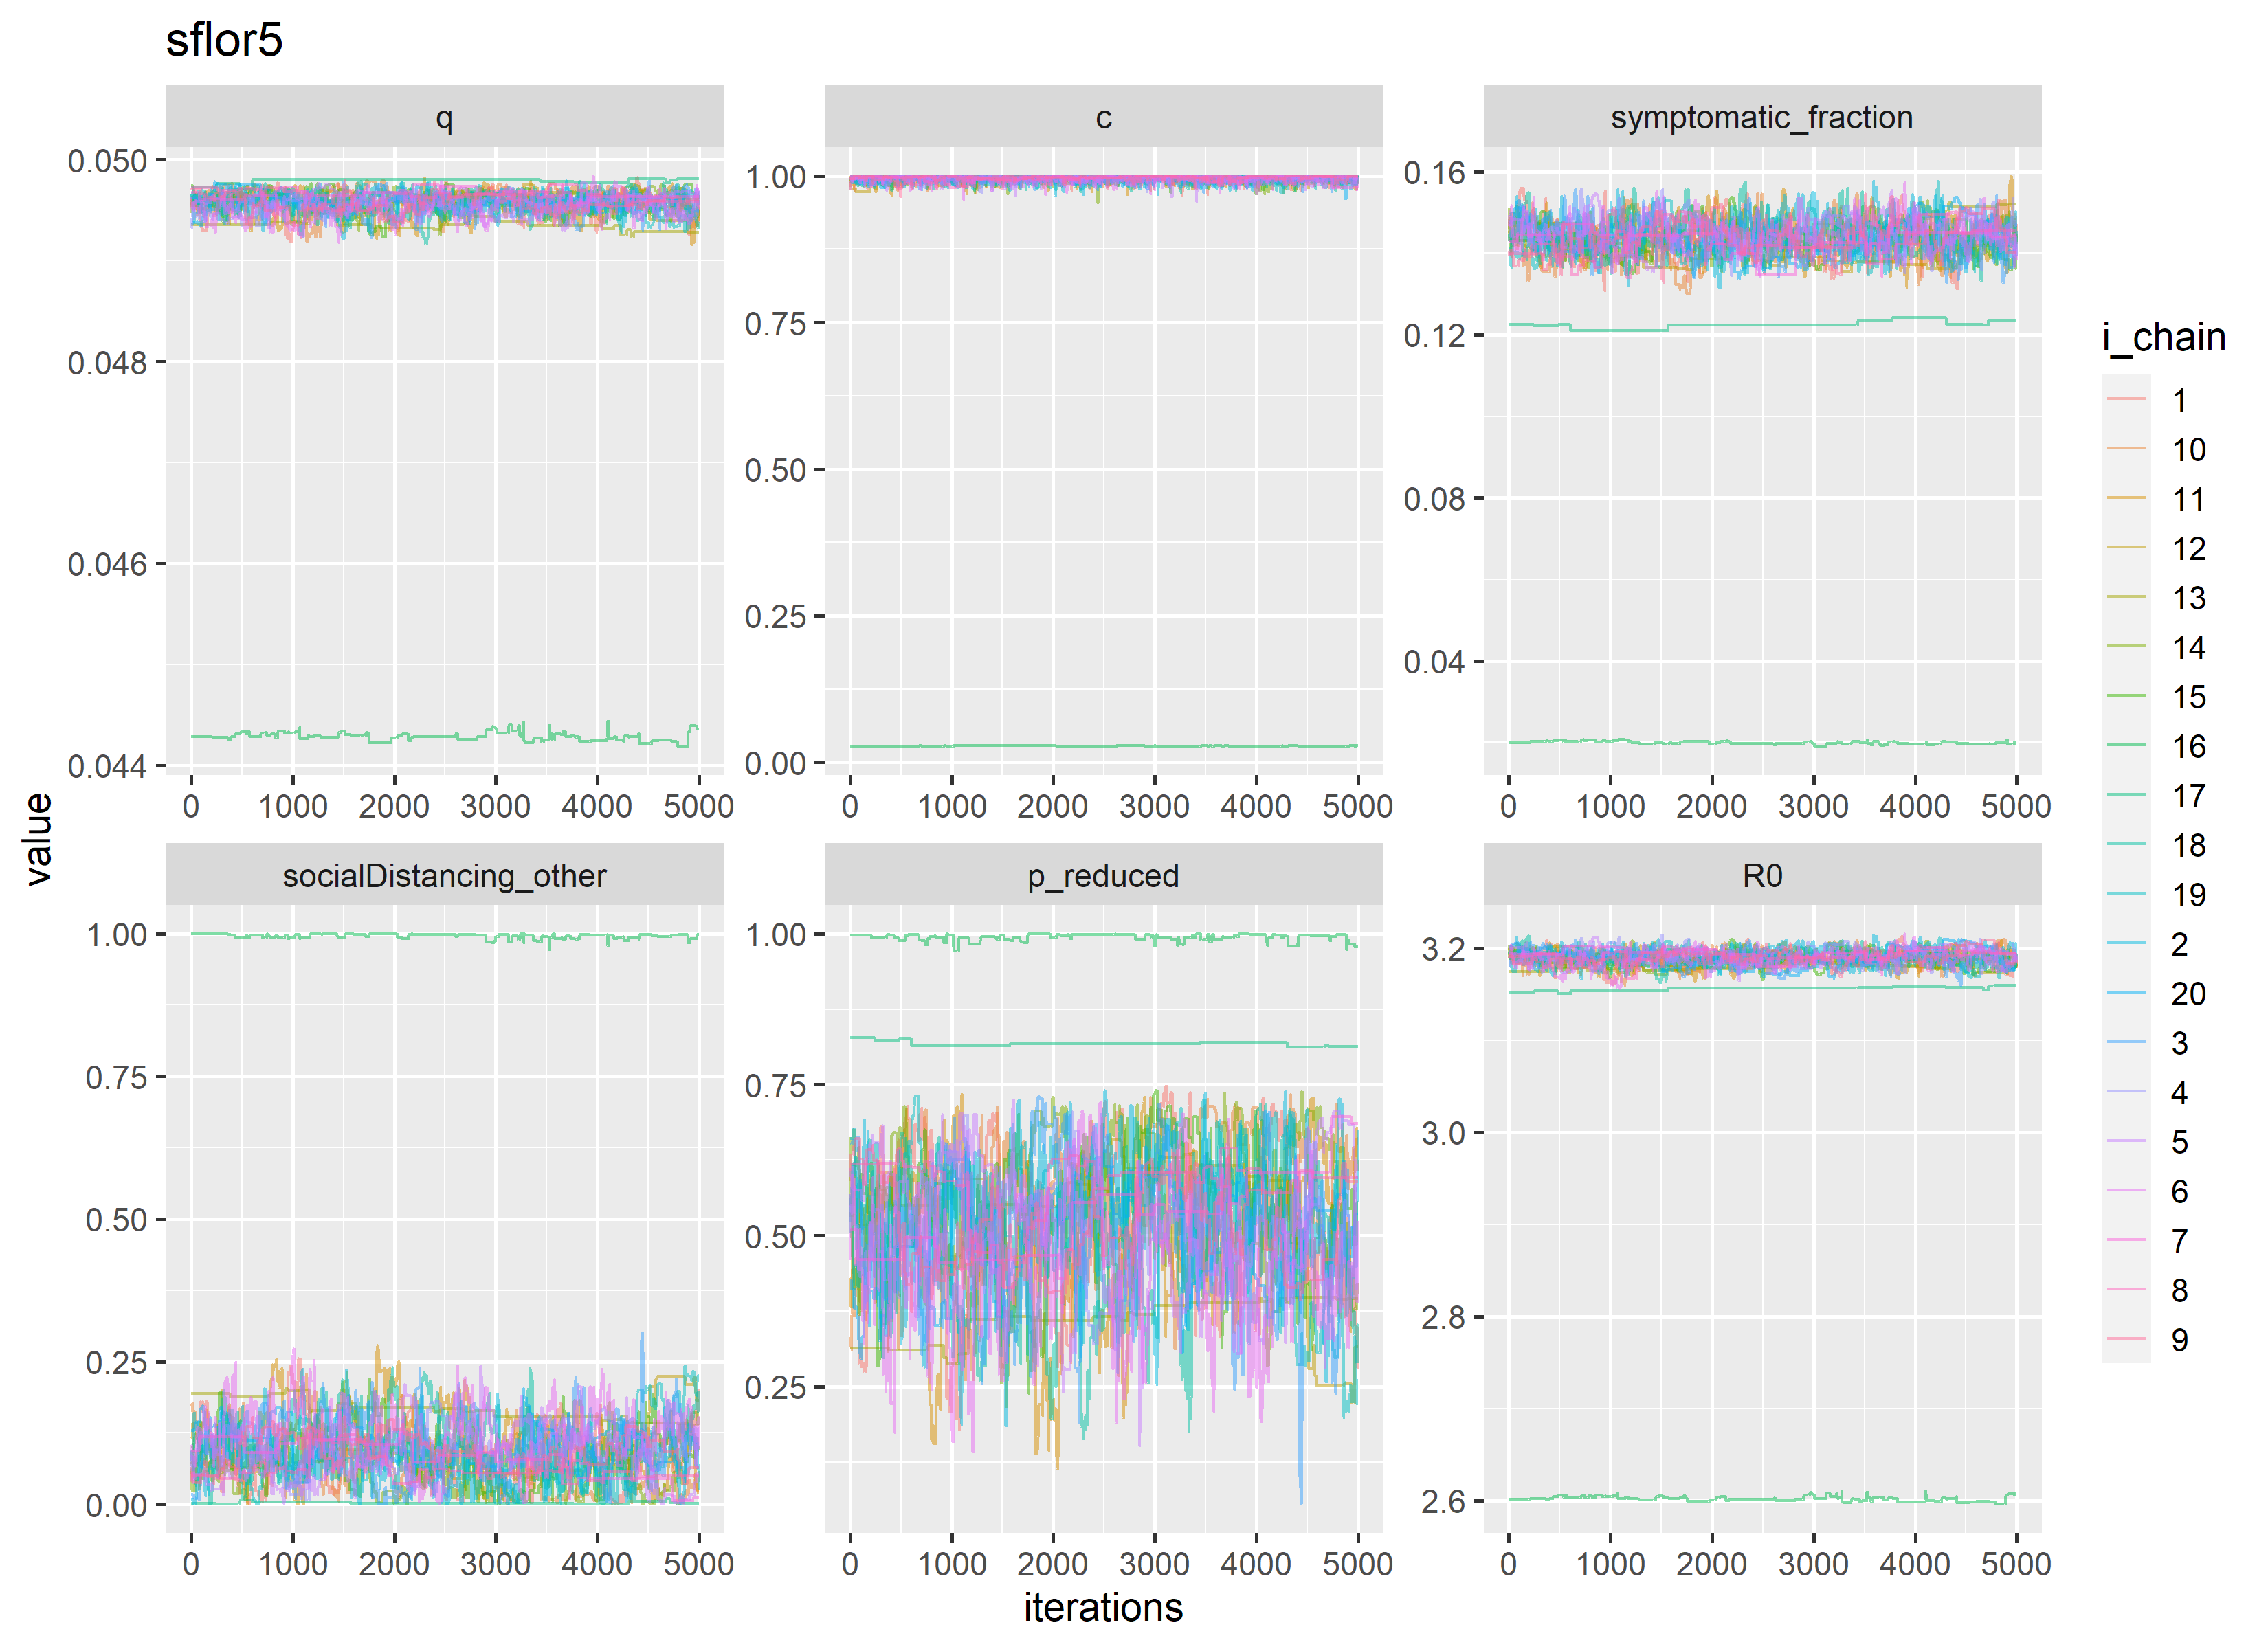 sflor5
q
c
symptomatic_fraction
0.050
0.048
0.046
0.044
0 1000 2000 3000 4000 5000
1.00
0.75
0.50
0.25
0.00
0 1000 2000 3000 4000 5000
0.16
0.12
0.08
0.04
0 1000 2000 3000 4000 5000
socialDistancing_other
p_reduced
R0
1.00
0.75
0.50
0.25
0.00
0 1000 2000 3000 4000 5000
1.00
0.75
0.50
0.25
0 1000 2000 3000 4000 5000
3.2
3.0
2.8
2.6
0 1000 2000 3000 4000 5000
value
iterations
i_chain
1
10
11
12
13
14
15
16
17
18
19
2
20
3
4
5
6
7
8
9